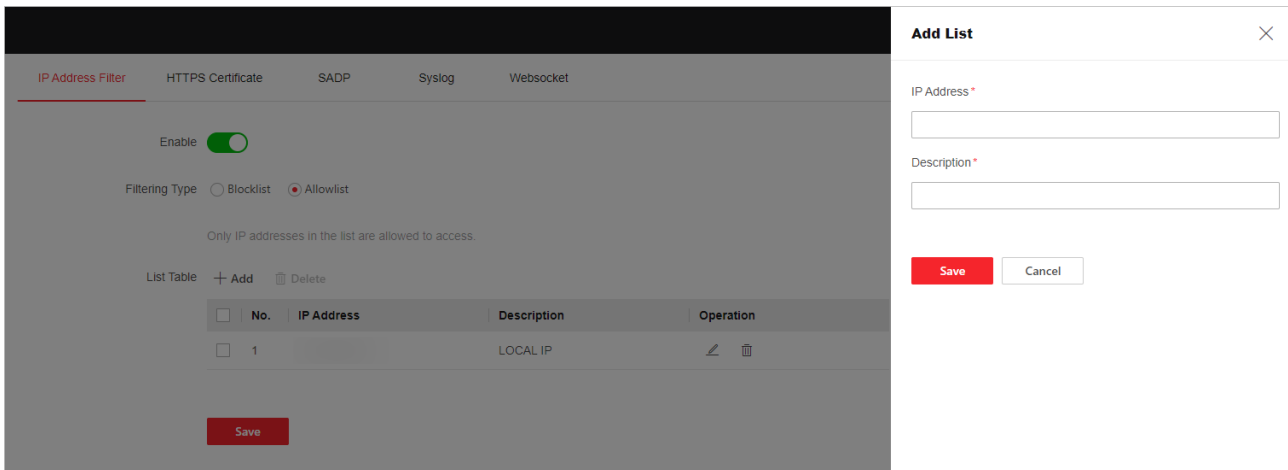 Add List
IP Address *
Description *
Save Cancel
IP Address Filter HTTPS Certificate SADP Syslog Websocket
Enable
Filtering Type Blocklist Allowlist
Only IP addresses in the list are allowed to access.
List Table Add Delete
No. IP Address Description Operation
1 LOCAL IP
Save